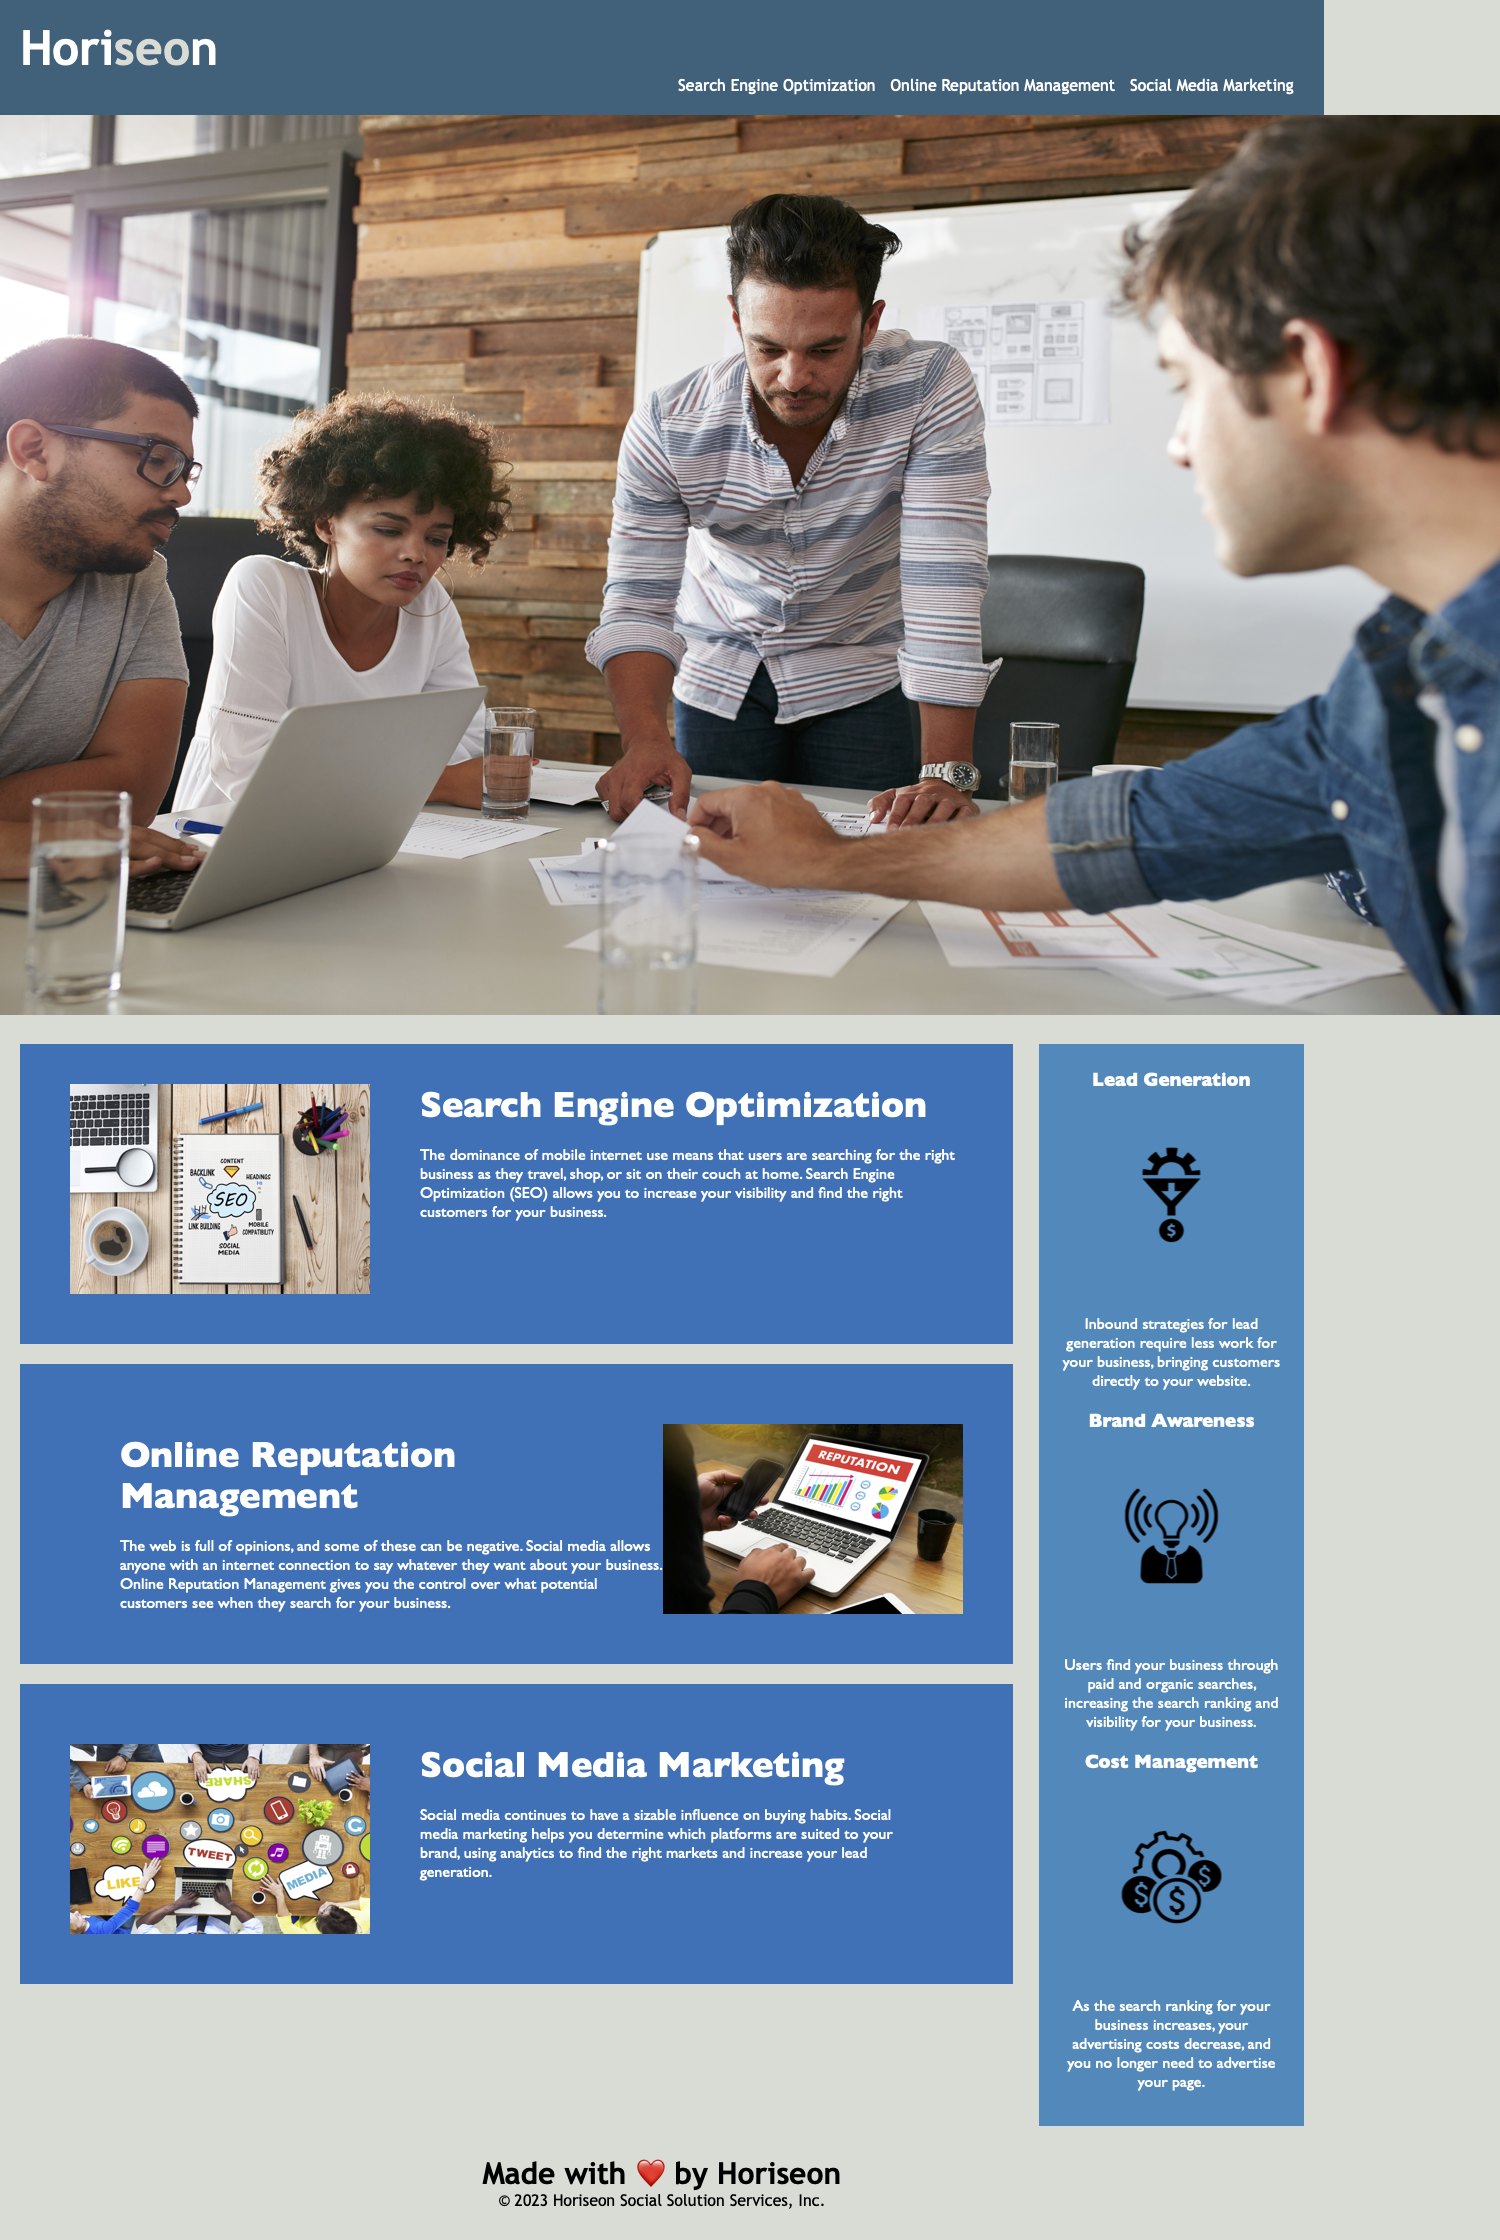 Horiseon
Search Engine Optimization Online Reputation Management Social Media Marketing
CONTENT
BACKLINK
HEADINGS
SEO
LINK BUILDING
MOBILE
COMPATIBILITY
SOCIAL
MEDIA
Search Engine Optimization
The dominance of mobile internet use means that users are searching for the right
business as they travel, shop, or sit on their couch at home. Search Engine
Optimization (SEO) allows you to increase your visibility and find the right
customers for your business.
Online Reputation
Management
The web is full of opinions, and some of these can be negative. Social media allows
anyone with an internet connection to say whatever they want about your business.
Online Reputation Management gives you the control over what potential
customers see when they search for your business.
REPUTATION
SHARE
TWEET
LIKE
MEDIA
Social Media Marketing
Social media continues to have a sizable influence on buying habits. Social
media marketing helps you determine which platforms are suited to your
brand, using analytics to find the right markets and increase your lead
generation.
Lead Generation
$
Inbound strategies for lead
generation require less work for
your business, bringing customers
directly to your website.
Brand Awareness
Users find your business through
paid and organic searches,
increasing the search ranking and
visibility for your business.
Cost Management
$ $ $
As the search ranking for your
business increases, your
advertising costs decrease, and
you no longer need to advertise
your page.
Made with ❤️ by Horiseon
© 2023 Horiseon Social Solution Services, Inc.